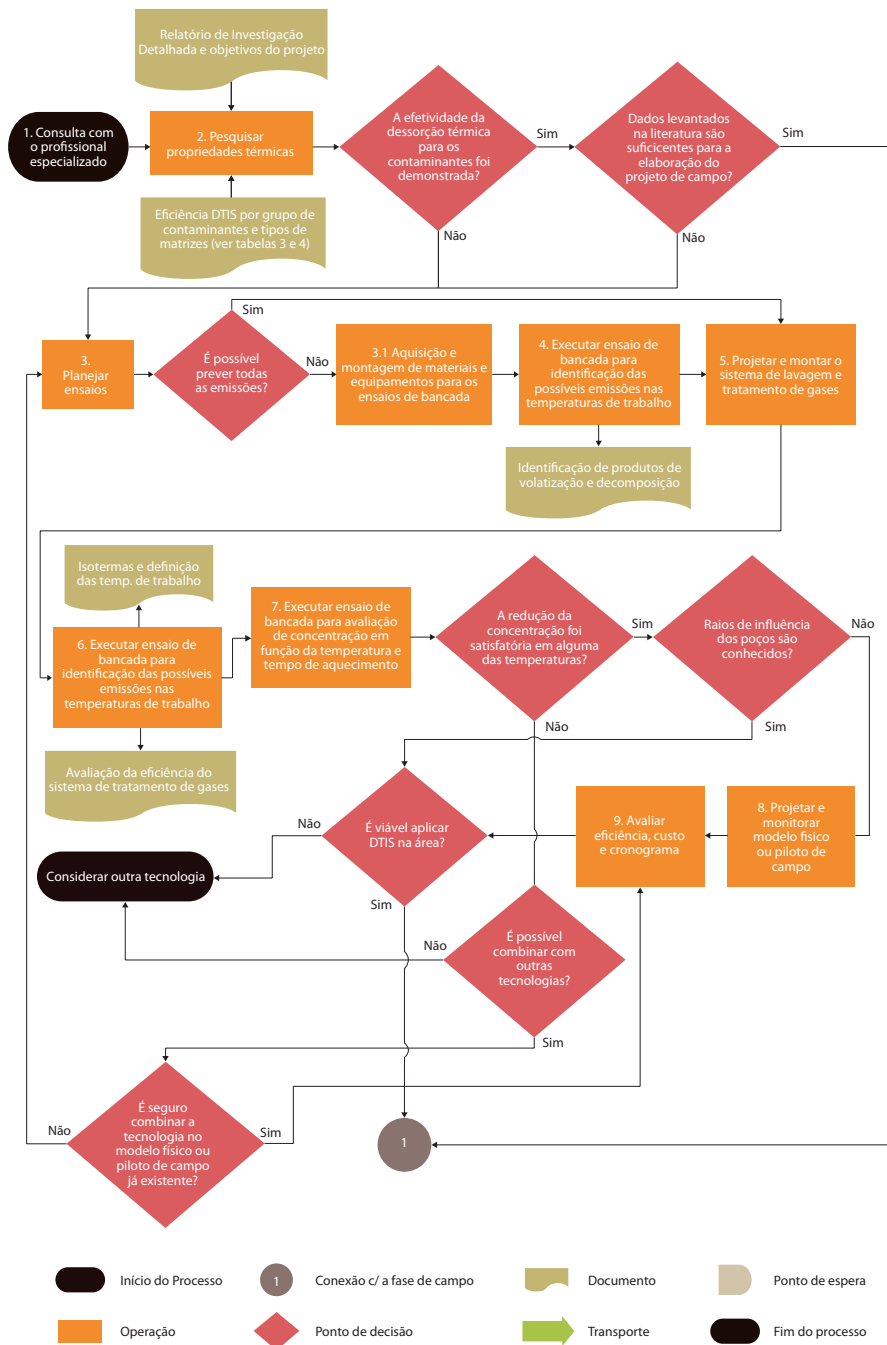 Relatório de Investigação
Detalhada e objetivos do projeto
1. Consulta com
o profissional
especializado
2. Pesquisar
propriedades térmicas
A efetividade da
dessorção térmica
para os
contaminantes foi
demonstrada?
Sim
Dados levantados
na literatura são
suficentes para a
elaboração do
projeto de campo?
Sim
Eficiência DTIS por grupo de
contaminantes e tipos de
matrizes (ver tabelas 3 e 4)
Não
Não
Sim
3.
Planejar
ensaios
É possível
prever todas
as emissões?
Não
3.1 Aquisição e
montagem de materiais e
equipamentos para os
ensaios de bancada
4. Executar ensaio de
bancada para
identificação das
possíveis emissões nas
temperaturas de trabalho
5. Projetar e montar o
sistema de lavagem e
tratamento de gases
Identificação de produtos de
volatização e decomposição
Isotermas e definição
das temp. de trabalho
6. Executar ensaio de
bancada para
identificação das possíveis
emissões nas
temperaturas de trabalho
7. Executar ensaio de
bancada para avaliação
de concentração em
função da temperatura e
tempo de aquecimento
A redução da
concentração foi
satisfatória em alguma
das temperaturas?
Sim
Raios de influência
dos poços são
conhecidos?
Não
Não
Sim
Avaliação da eficiência do
sistema de tratamento de gases
É viável aplicar
DTIS na área?
Não
Sim
9. Avaliar
eficiência, custo
e cronograma
8. Projetar e
monitorar
modelo fisico
ou piloto de
campo
Considerar outra tecnologia
É possível
combinar com
outras
tecnologias?
Não
Sim
É seguro
combinar a
tecnologia no
modelo físico ou
piloto de campo
já existente?
Não
Sim
1
Início do Processo
1
Conexão c/ a fase de campo
Documento
Ponto de espera
Operação
Ponto de decisão
Transporte
Fim do processo